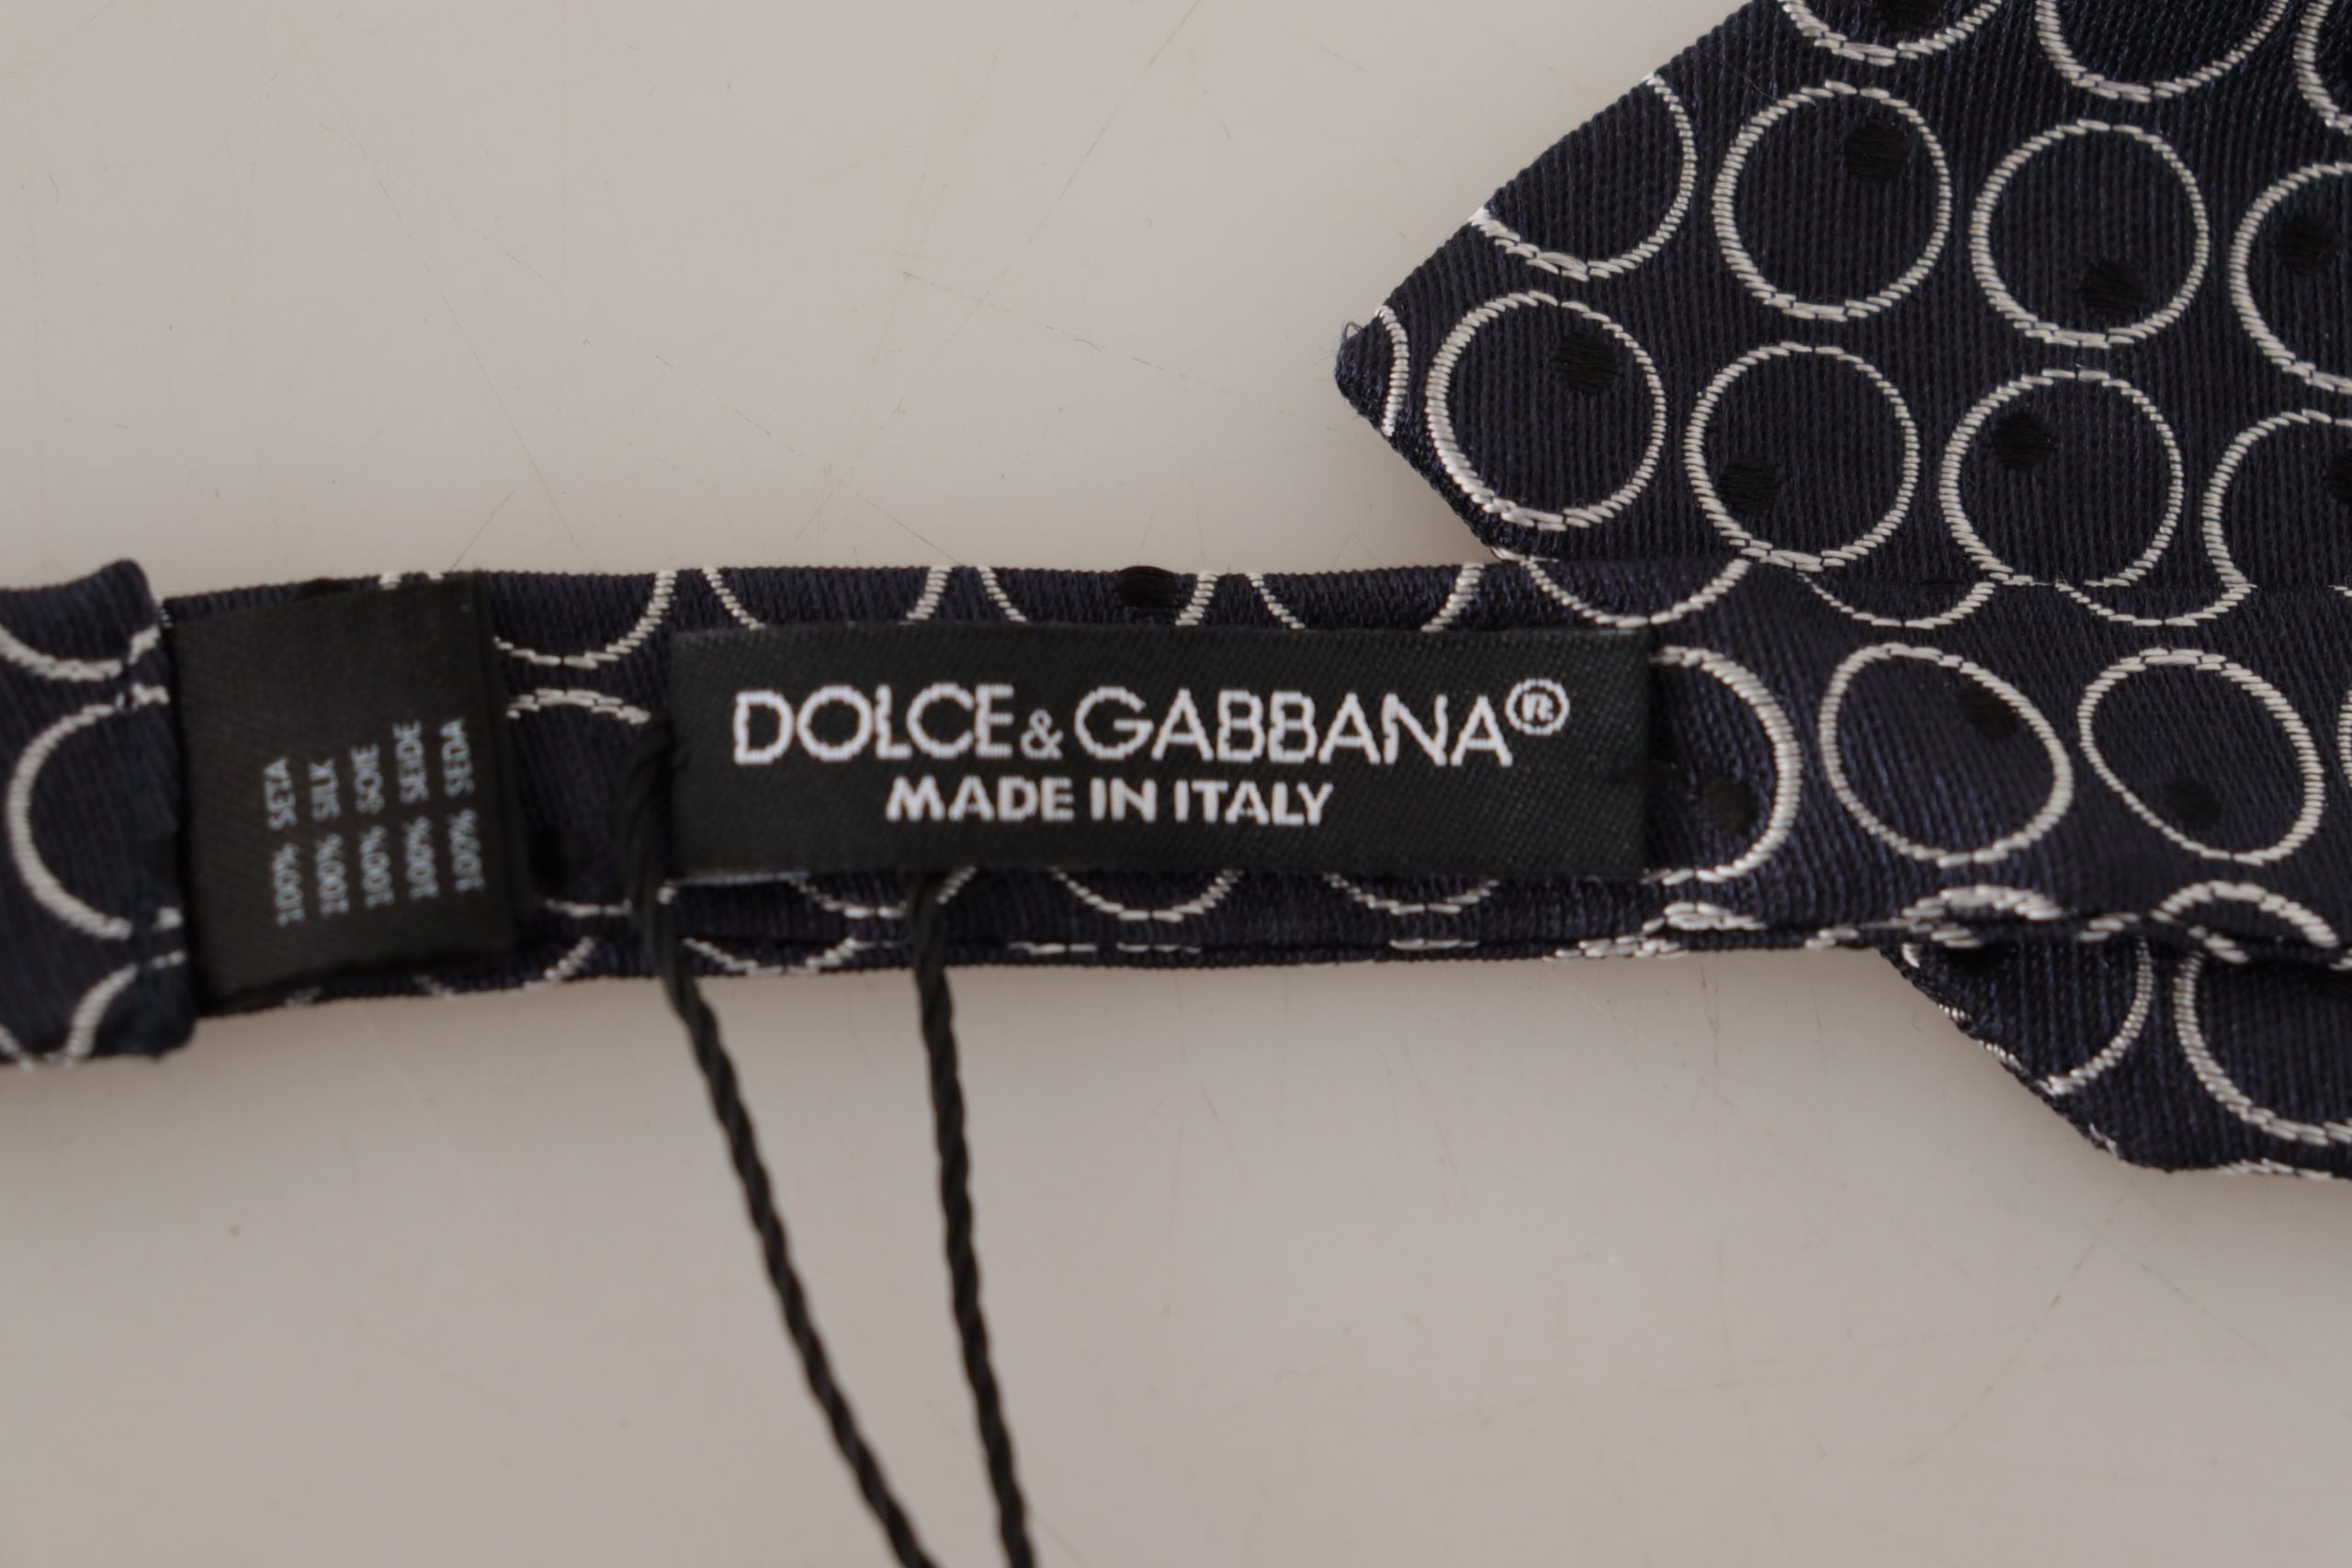 100% SETA
100% SILK
100% SOIE
100% SEIDE
100% SEDA
DOLCE & GABBANA®
MADE IN ITALY